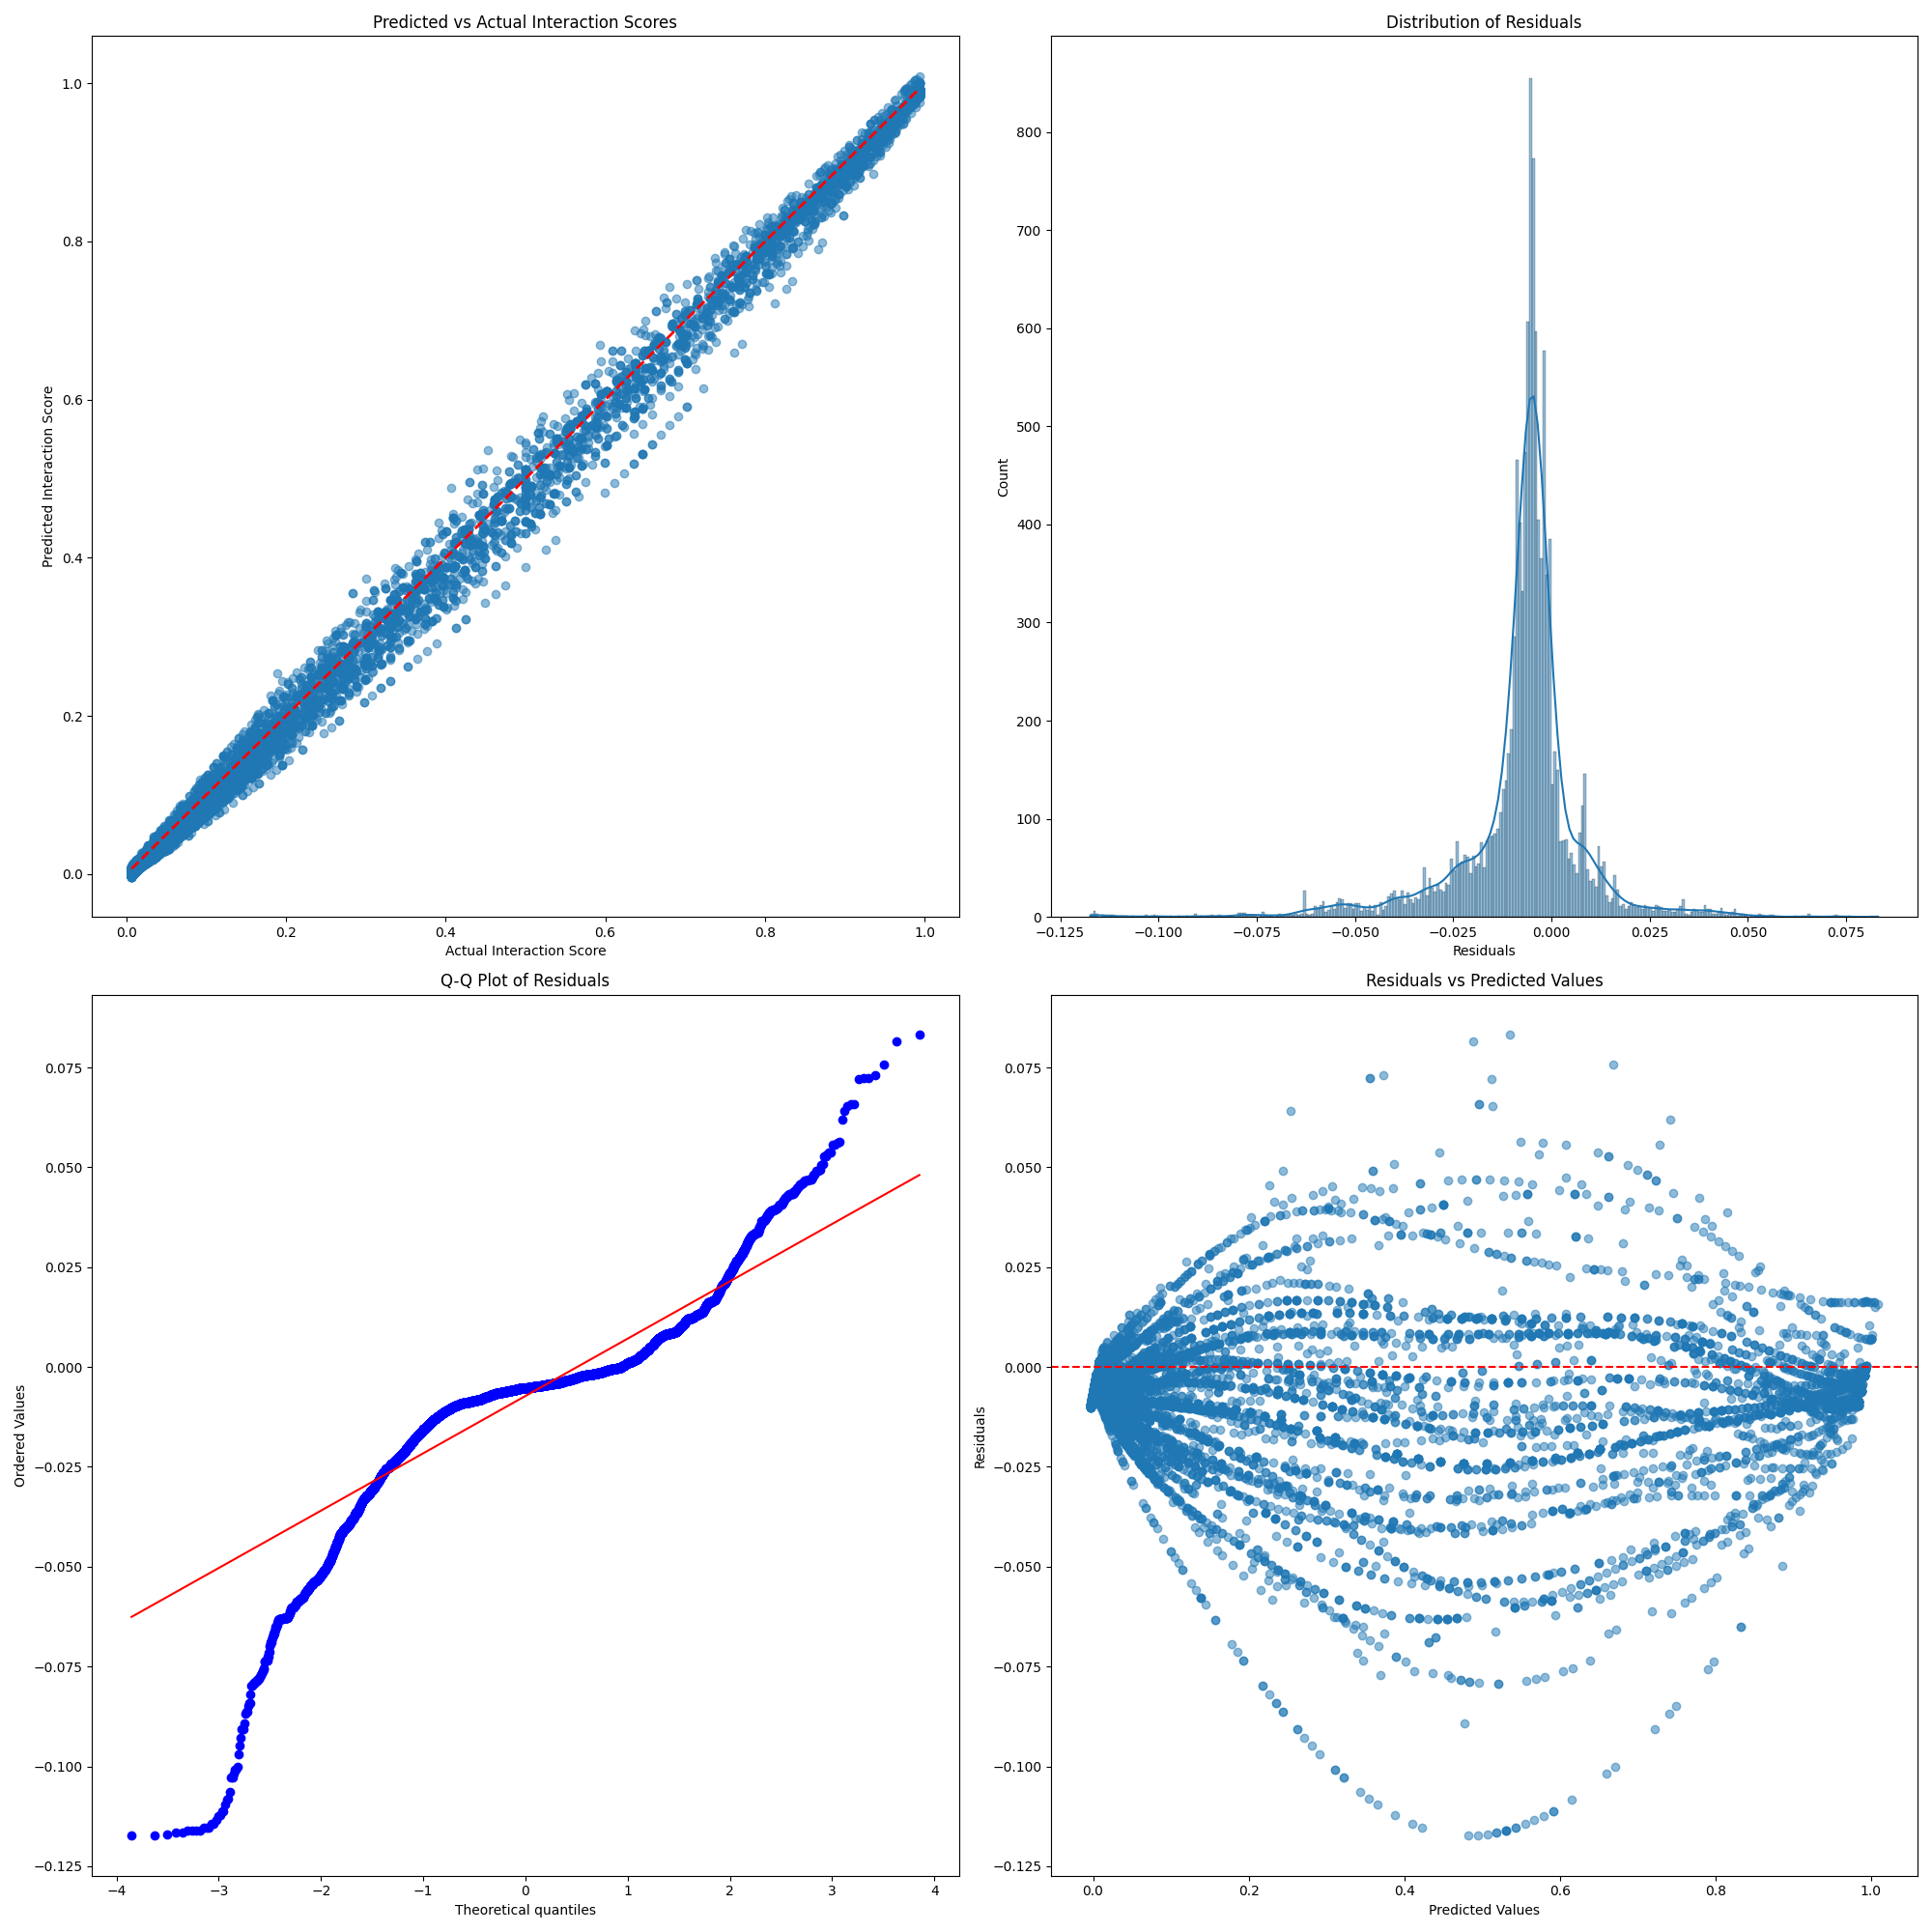 Predicted vs Actual Interaction Scores
1.0
0.8
0.6
0.4
0.2
0.0
Predicted Interaction Score
0.0 0.2 0.4 0.6 0.8 1.0
Actual Interaction Score
Distribution of Residuals
800
700
600
500
400
300
200
100
0
Count
−0.125 −0.100 −0.075 −0.050 −0.025 0.000 0.025 0.050 0.075
Residuals
Q-Q Plot of Residuals
0.075
0.050
0.025
0.000
−0.025
−0.050
−0.075
−0.100
−0.125
Ordered Values
−4 −3 −2 −1 0 1 2 3 4
Theoretical quantiles
Residuals vs Predicted Values
0.075
0.050
0.025
0.000
−0.025
−0.050
−0.075
−0.100
−0.125
Residuals
0.0 0.2 0.4 0.6 0.8 1.0
Predicted Values